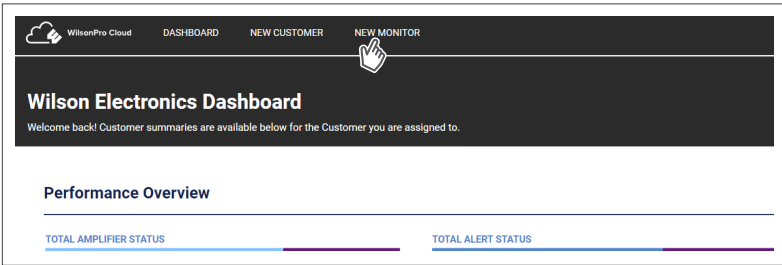 WilsonPro Cloud DASHBOARD NEW CUSTOMER NEW MONITOR
Wilson Electronics Dashboard
Welcome back! Customer summaries are available below for the Customer you are assigned to.
Performance Overview
TOTAL AMPLIFIER STATUS TOTAL ALERT STATUS